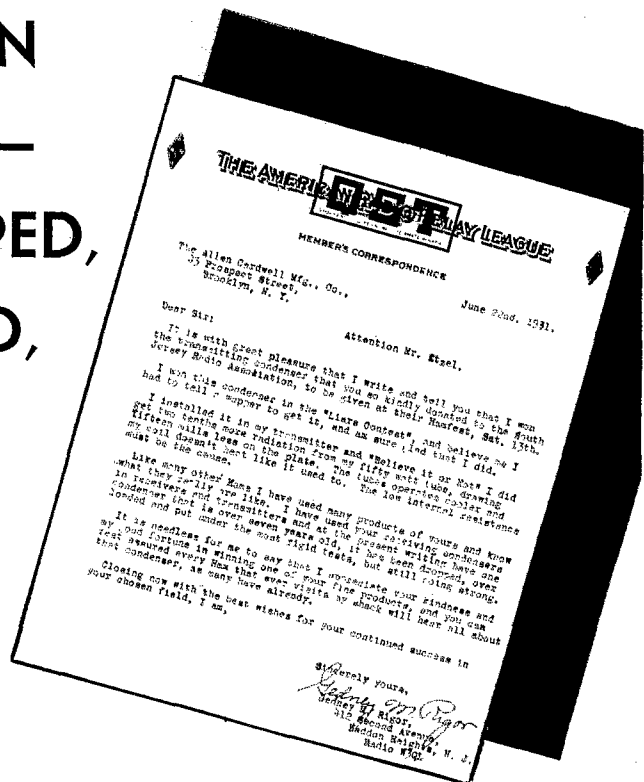 N
—
RED,
D,
THE AMERI RELAY LEAGUE
MEMBER'S CORRESPONDENCE
The Allen Cardwell Mfg., Co.,
Prospect Street,
Brooklyn, N. Y.
June 22nd, 1931.
Attention Mr. Etzel.
Dear Sir:
It is with great pleasure that I write and tell you that I won
the transmitting condenser that you so kindly donated to the South
Jersey Radio Association, to be given at their Hamfest, Sat. 13th.
I won this condenser in the "Liars Contest", and believe me I
had to tell a wopper to get it, and am sure glad that I did.
I installed it in my transmitter and "Believe it or Not" I did
get two tenths more radiation from my fifty watt tube, drawing
fifteen mills less on the plate. The tube operates cooler and
my coil doesn't heat like it used to. The low internal resistance
must be the cause.
Like many other Hams I have used many products of yours and know
what they really are like. I have used your receiving condensers
in receivers and transmitters and at the present writing have one
condenser that is over seven years old, it has been dropped, over
loaded and put under the most rigid tests, but still going strong.
It is needless for me to say that I appreciate your kindness and
my good fortune in winning one of your fine products, and you can
rest assured every Ham that ever visits my shack will hear all about
that condenser, as many have already.
Closing now with the best wishes for your continued success in
your chosen field, I am,
Sincerely yours,
Gedney M. Rigor
Gedney Rigor,
Second Avenue,
Haddon Heights, N. J.
Radio